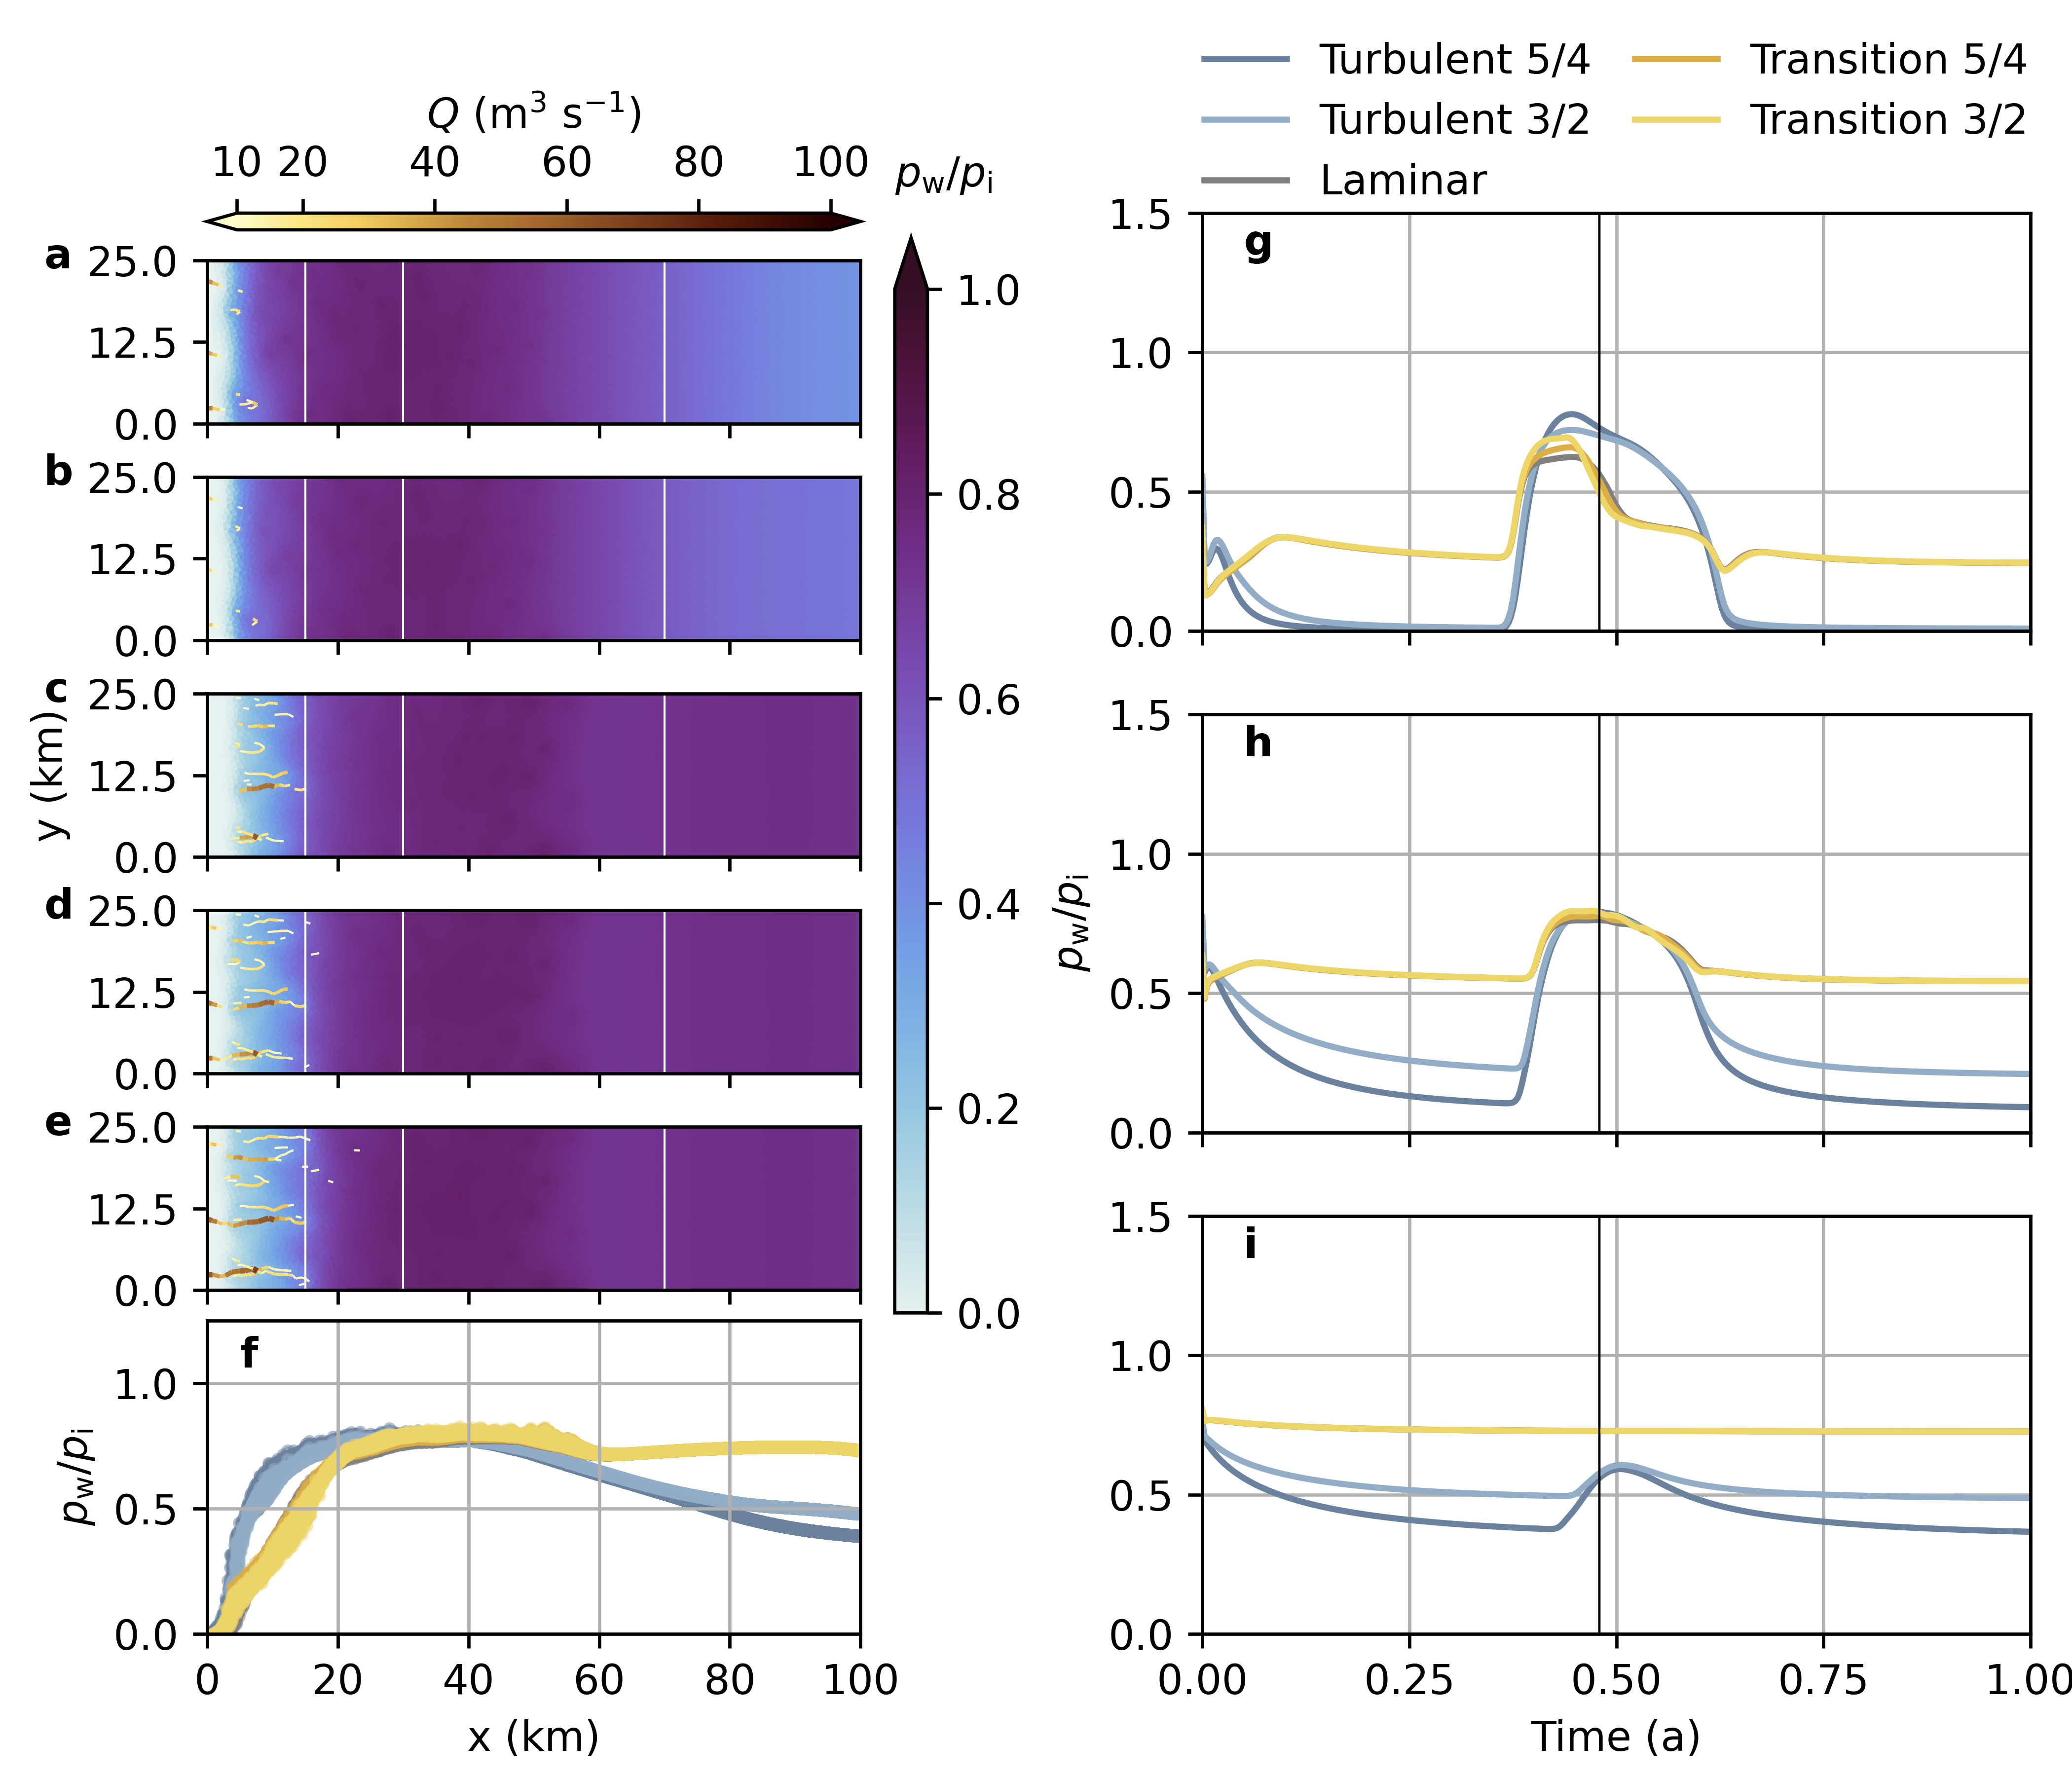 Turbulent 5/4 Transition 5/4
Turbulent 3/2 Transition 3/2
Laminar
Q (m³ s⁻¹)
10 20 40 60 80 100
p_w/p_i
1.0
0.8
0.6
0.4
0.2
0.0
y (km)
a
25.0
12.5
0.0
b
25.0
12.5
0.0
c
25.0
12.5
0.0
d
25.0
12.5
0.0
e
25.0
12.5
0.0
f
p_w/p_i
1.0
0.5
0.0
0 20 40 60 80 100
x (km)
g
1.5
1.0
0.5
0.0
p_w/p_i
h
1.5
1.0
0.5
0.0
i
1.5
1.0
0.5
0.0
0.00 0.25 0.50 0.75 1.00
Time (a)